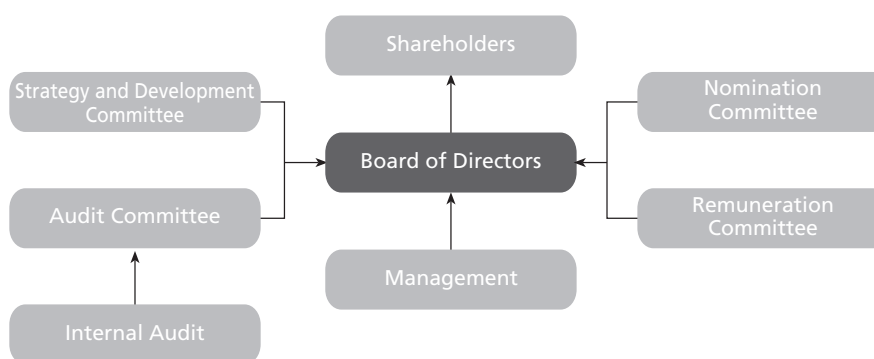 Shareholders
Strategy and Development
Committee
Nomination
Committee
Board of Directors
Audit Committee
Remuneration
Committee
Management
Internal Audit